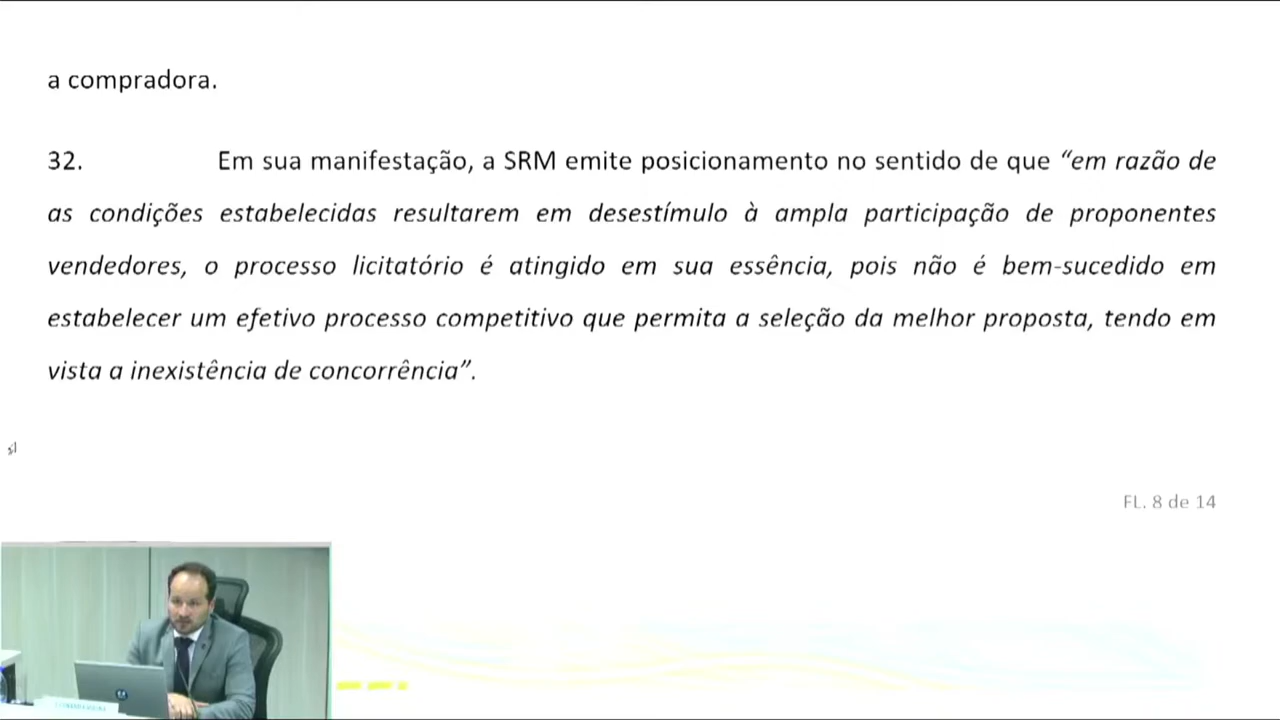 a compradora.
32. Em sua manifestação, a SRM emite posicionamento no sentido de que “em razão de
as condições estabelecidas resultarem em desestímulo à ampla participação de proponentes
vendedores, o processo licitatório é atingido em sua essência, pois não é bem-sucedido em
estabelecer um efetivo processo competitivo que permita a seleção da melhor proposta, tendo em
vista a inexistência de concorrência”.
FL. 8 de 14